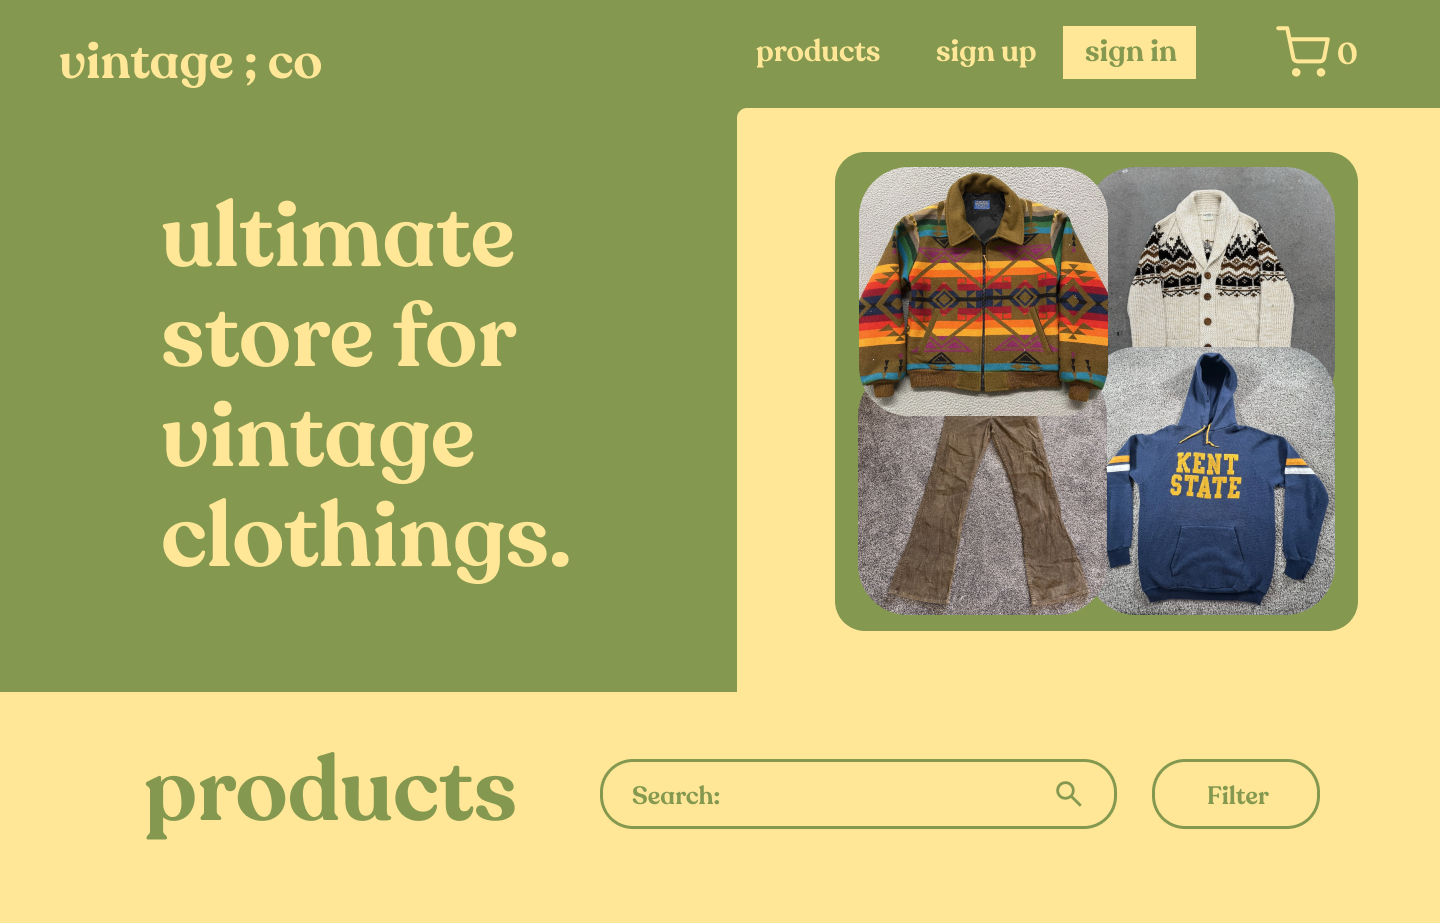 vintage ; co
products
sign up
sign in
0
ultimate
store for
vintage
clothings.
KENT
STATE
products
Search:
Filter